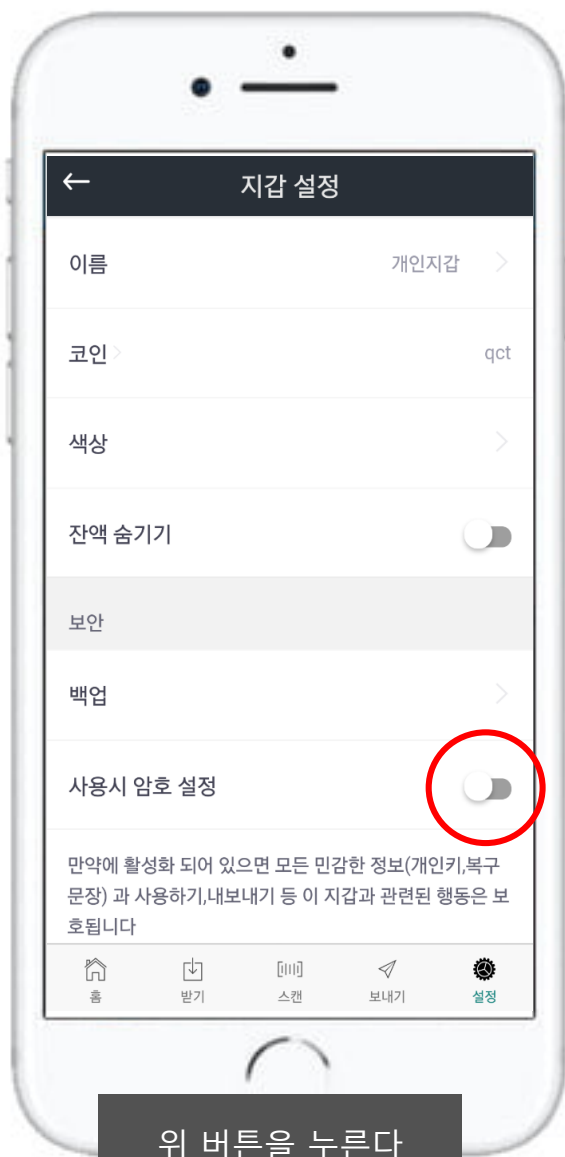 지갑 설정
이름 개인지갑
코인 qct
색상
잔액 숨기기
보안
백업
사용시 암호 설정
만약에 활성화 되어 있으면 모든 민감한 정보(개인키,복구
문장) 과 사용하기,내보내기 등 이 지갑과 관련된 행동은 보
호됩니다
홈 받기 스캔 보내기 설정
위 버튼을 누른다